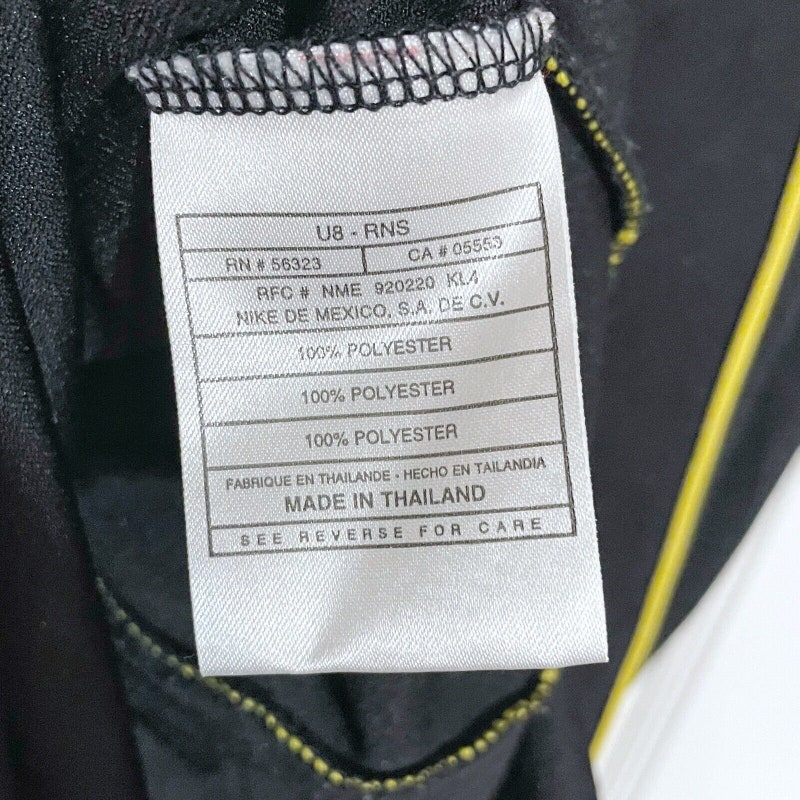 U8 - RNS
RN # 56323 CA # 05553
RFC # NME 920220 KL4
NIKE DE MEXICO, S.A. DE C.V.
100% POLYESTER
100% POLYESTER
100% POLYESTER
FABRIQUE EN THAILANDE - HECHO EN TAILANDIA
MADE IN THAILAND
SEE REVERSE FOR CARE